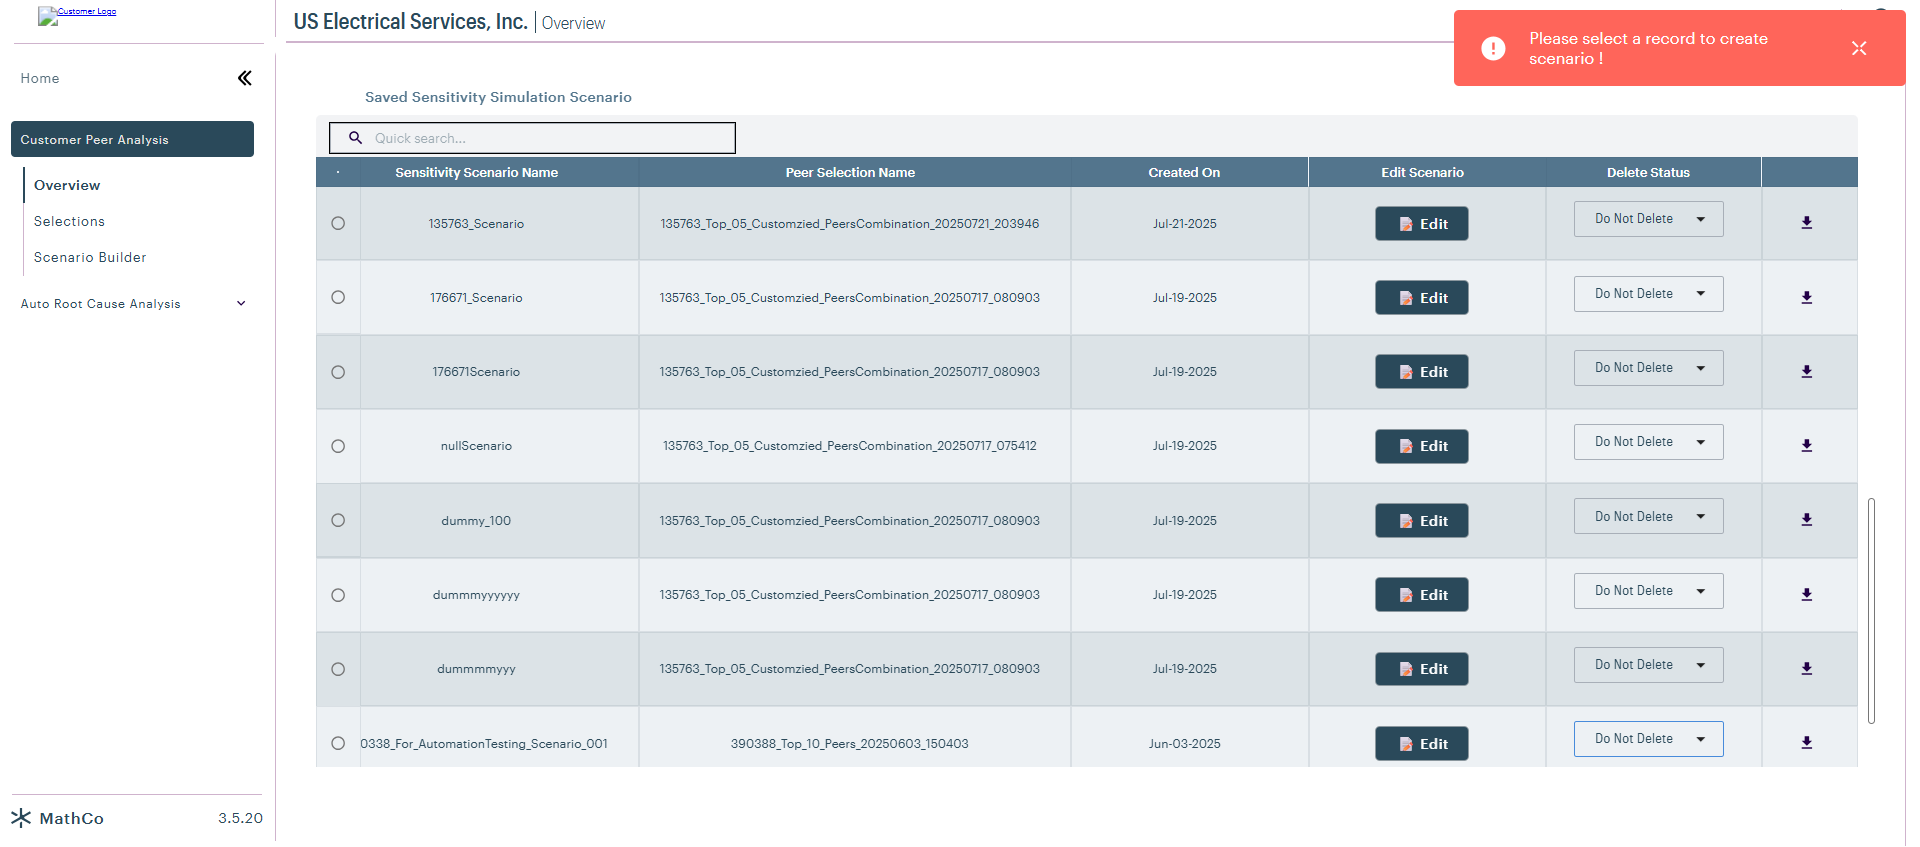 Customer Logo
US Electrical Services, Inc. Overview
Please select a record to create
scenario !
Home
Customer Peer Analysis
Overview
Selections
Scenario Builder
Auto Root Cause Analysis
Saved Sensitivity Simulation Scenario
Quick search...
Sensitivity Scenario Name Peer Selection Name Created On Edit Scenario Delete Status
135763_Scenario 135763_Top_05_Customzied_PeersCombination_20250721_203946 Jul-21-2025 Edit Do Not Delete
176671_Scenario 135763_Top_05_Customzied_PeersCombination_20250717_080903 Jul-19-2025 Edit Do Not Delete
176671Scenario 135763_Top_05_Customzied_PeersCombination_20250717_080903 Jul-19-2025 Edit Do Not Delete
nullScenario 135763_Top_05_Customzied_PeersCombination_20250717_075412 Jul-19-2025 Edit Do Not Delete
dummy_100 135763_Top_05_Customzied_PeersCombination_20250717_080903 Jul-19-2025 Edit Do Not Delete
dummmyyyyyy 135763_Top_05_Customzied_PeersCombination_20250717_080903 Jul-19-2025 Edit Do Not Delete
dummmmyyy 135763_Top_05_Customzied_PeersCombination_20250717_080903 Jul-19-2025 Edit Do Not Delete
0338_For_AutomationTesting_Scenario_001 390388_Top_10_Peers_20250603_150403 Jun-03-2025 Edit Do Not Delete
MathCo 3.5.20